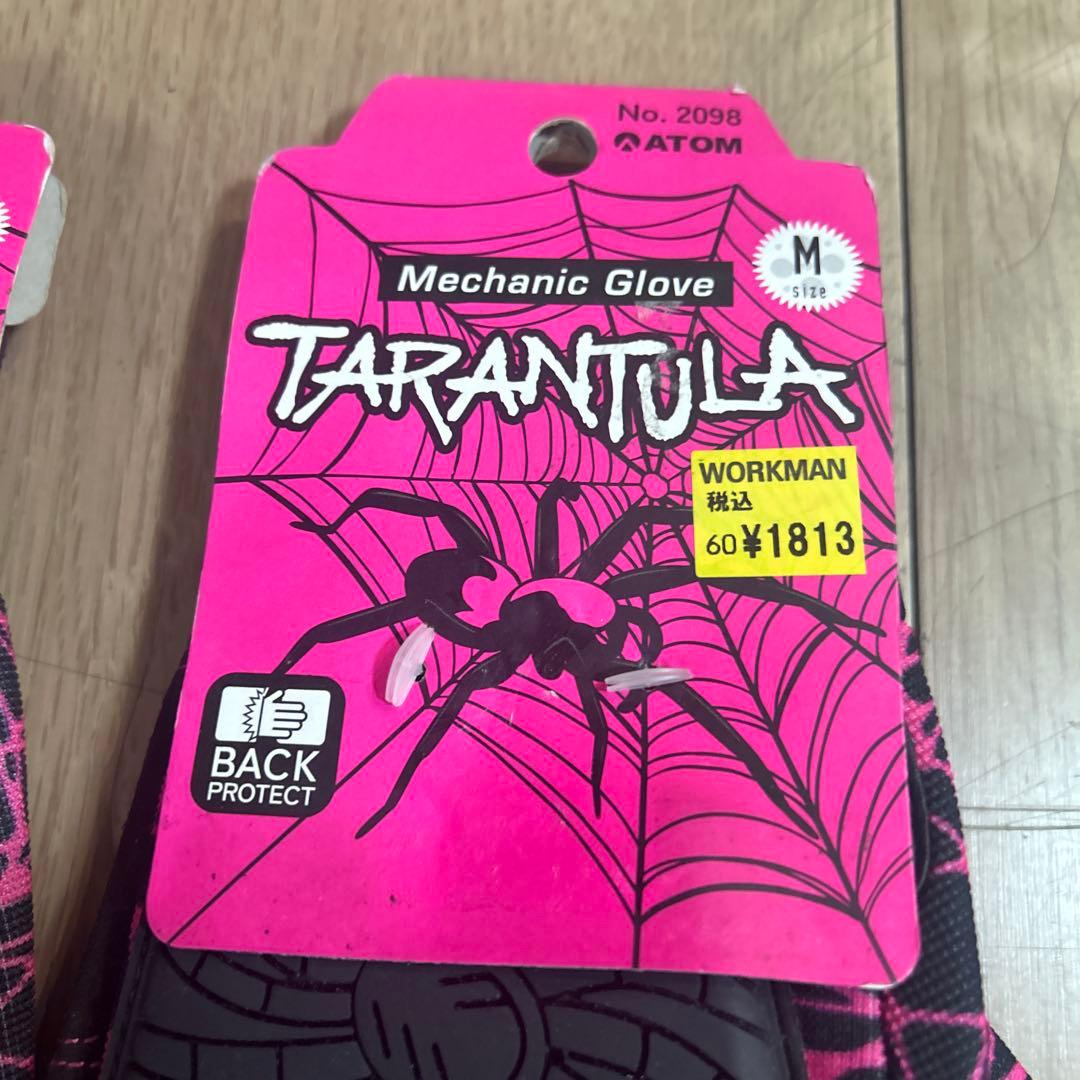 No. 2098
ATOM
M
size
Mechanic Glove
TARANTULA
WORKMAN
税込
60 ¥1813
BACK
PROTECT